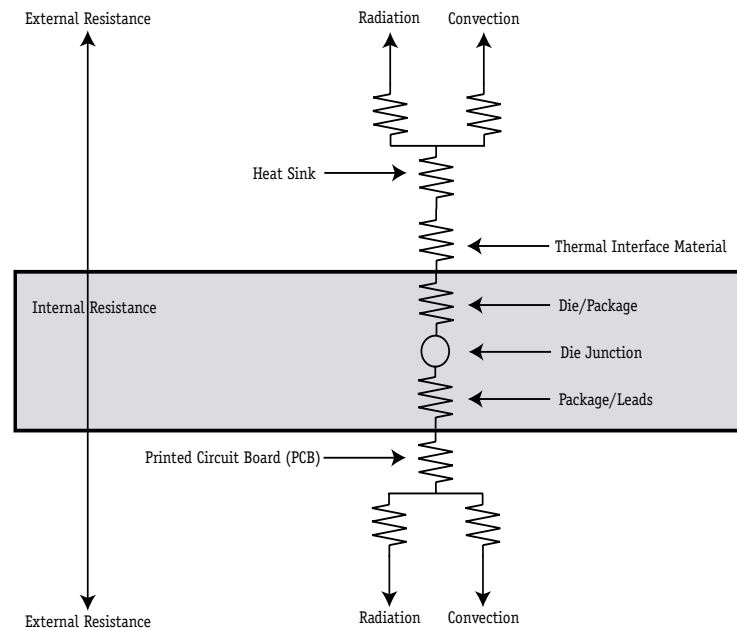 External Resistance
Radiation
Convection
Heat Sink
Thermal Interface Material
Internal Resistance
Die/Package
Die Junction
Package/Leads
Printed Circuit Board (PCB)
External Resistance
Radiation
Convection